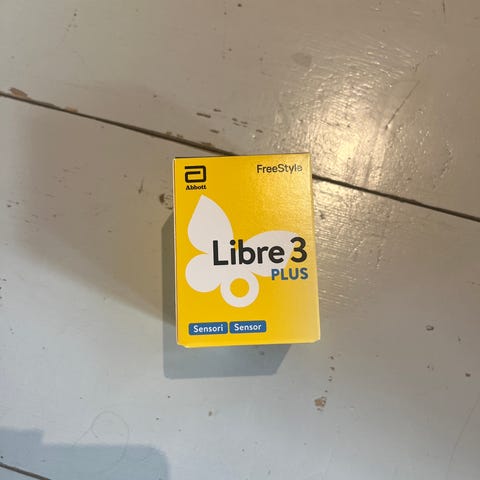 Abbott
FreeStyle
Libre 3
PLUS
Sensori Sensor